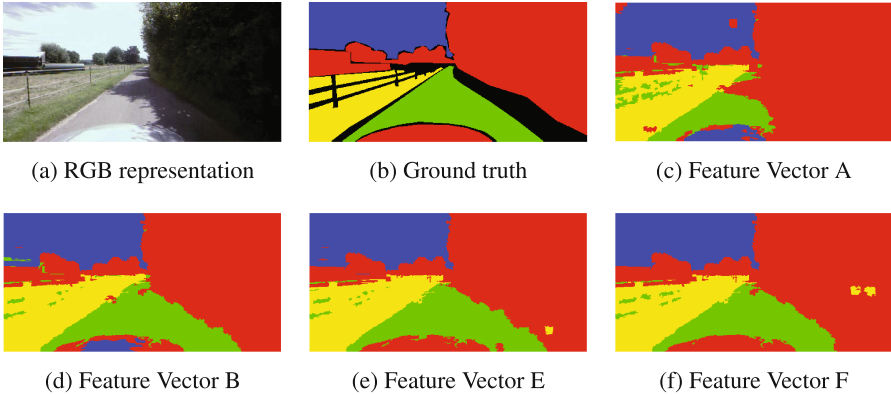 (a) RGB representation
(b) Ground truth
(c) Feature Vector A
(d) Feature Vector B
(e) Feature Vector E
(f) Feature Vector F